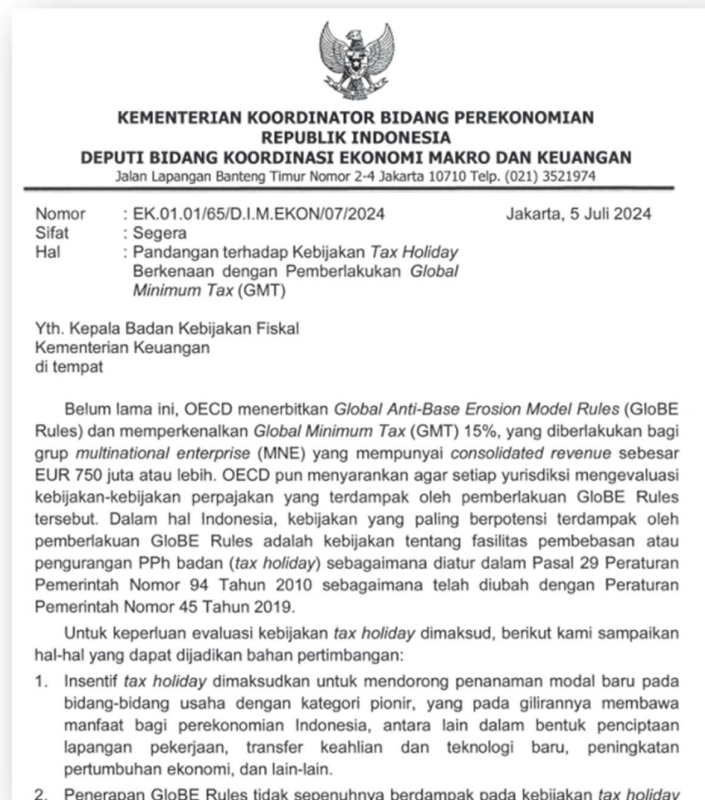 KEMENTERIAN KOORDINATOR BIDANG PEREKONOMIAN
REPUBLIK INDONESIA
DEPUTI BIDANG KOORDINASI EKONOMI MAKRO DAN KEUANGAN
Jalan Lapangan Banteng Timur Nomor 2-4 Jakarta 10710 Telp. (021) 3521974
Nomor : EK.01.01/65/D.I.M.EKON/07/2024 Jakarta, 5 Juli 2024
Sifat : Segera
Hal : Pandangan terhadap Kebijakan Tax Holiday
Berkenaan dengan Pemberlakukan Global
Minimum Tax (GMT)
Yth. Kepala Badan Kebijakan Fiskal
Kementerian Keuangan
di tempat
Belum lama ini, OECD menerbitkan Global Anti-Base Erosion Model Rules (GloBE
Rules) dan memperkenalkan Global Minimum Tax (GMT) 15%, yang diberlakukan bagi
grup multinational enterprise (MNE) yang mempunyai consolidated revenue sebesar
EUR 750 juta atau lebih. OECD pun menyarankan agar setiap yurisdiksi mengevaluasi
kebijakan-kebijakan perpajakan yang terdampak oleh pemberlakuan GloBE Rules
tersebut. Dalam hal Indonesia, kebijakan yang paling berpotensi terdampak oleh
pemberlakuan GloBE Rules adalah kebijakan tentang fasilitas pembebasan atau
pengurangan PPh badan (tax holiday) sebagaimana diatur dalam Pasal 29 Peraturan
Pemerintah Nomor 94 Tahun 2010 sebagaimana telah diubah dengan Peraturan
Pemerintah Nomor 45 Tahun 2019.
Untuk keperluan evaluasi kebijakan tax holiday dimaksud, berikut kami sampaikan
hal-hal yang dapat dijadikan bahan pertimbangan:
1. Insentif tax holiday dimaksudkan untuk mendorong penanaman modal baru pada
bidang-bidang usaha dengan kategori pionir, yang pada gilirannya membawa
manfaat bagi perekonomian Indonesia, antara lain dalam bentuk penciptaan
lapangan pekerjaan, transfer keahlian dan teknologi baru, peningkatan
pertumbuhan ekonomi, dan lain-lain.
2. Penerapan GloBE Rules tidak sepenuhnya berdampak pada kebijakan tax holiday